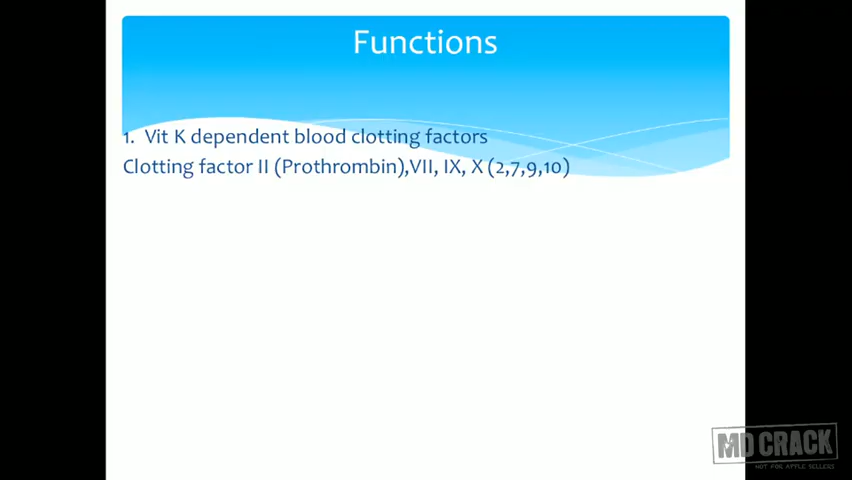 Functions
1. Vit K dependent blood clotting factors
Clotting factor II (Prothrombin),VII, IX, X (2,7,9,10)
MD CRACK
NOT FOR APPLE SELLERS